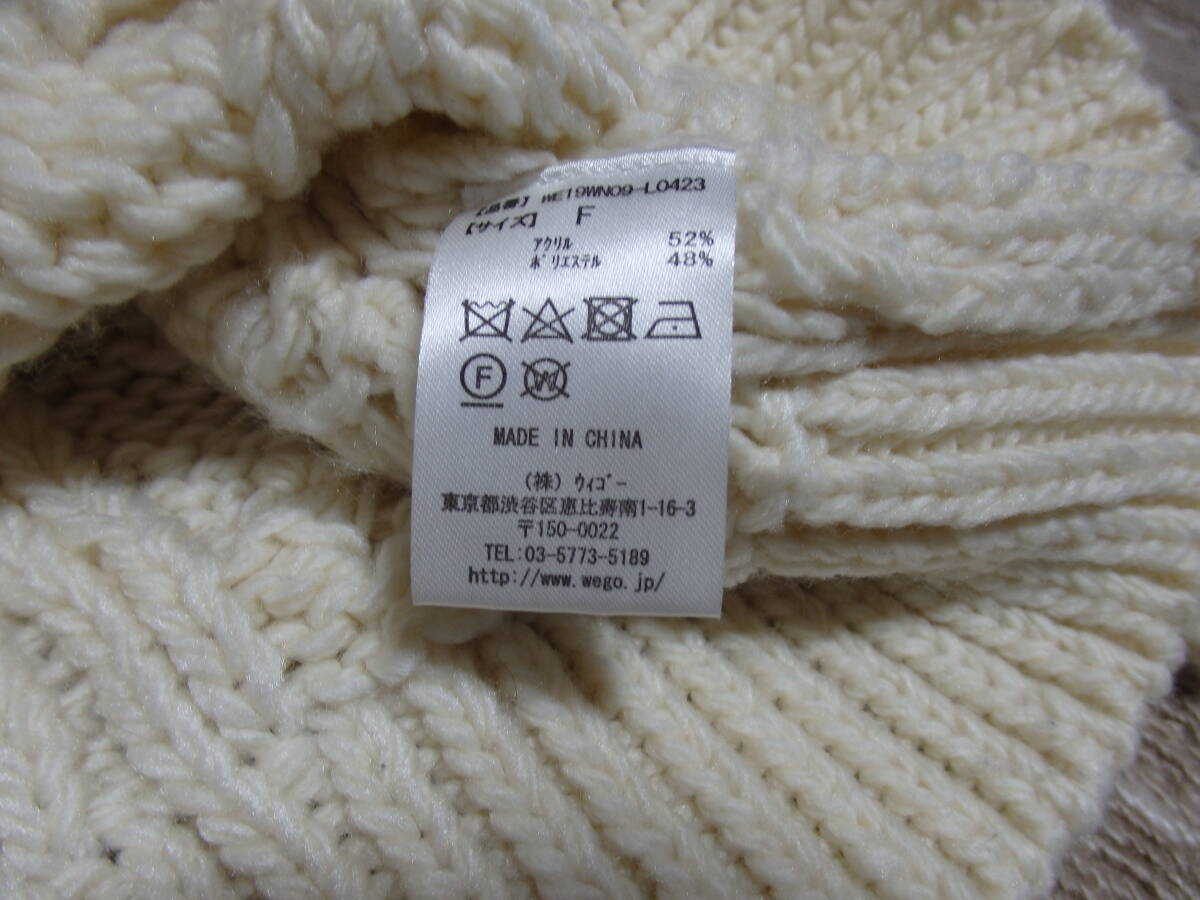 【品番】 WE19WN09-L0423
【サイズ】 F
アクリル 52%
ポリエステル 48%
F W
MADE IN CHINA
(株) ウィゴー
東京都渋谷区恵比寿南1-16-3
〒150-0022
TEL:03-5773-5189
http://www.wego.jp/